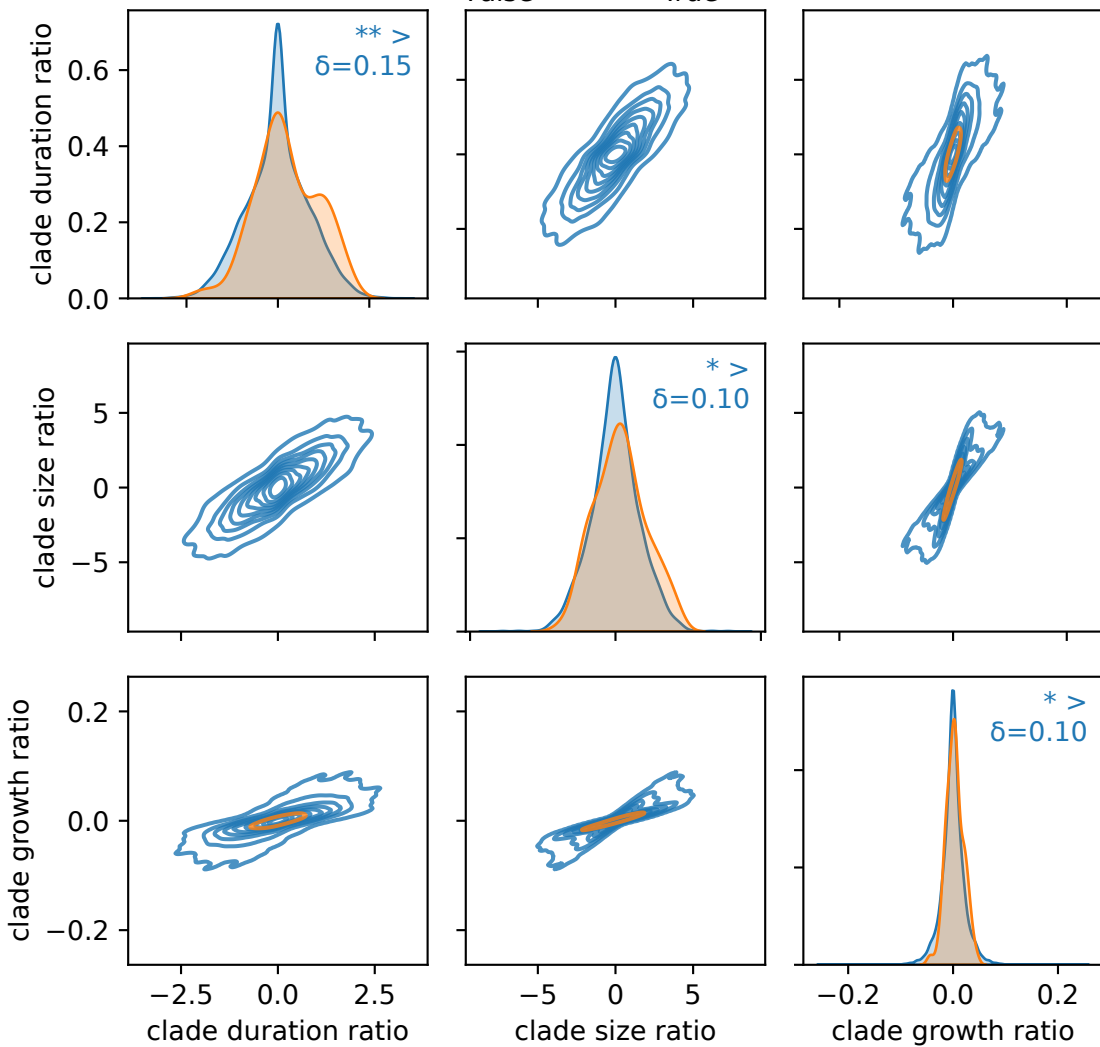 clade duration ratio
0.6
0.4
0.2
0.0
** >
δ=0.15
clade size ratio
5
0
−5
* >
δ=0.10
clade growth ratio
0.2
0.0
−0.2
* >
δ=0.10
−2.5 0.0 2.5
−5 0 5
−0.2 0.0 0.2
clade duration ratio
clade size ratio
clade growth ratio